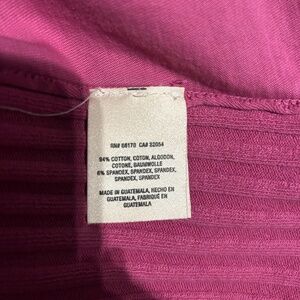 RN# 66170 CA# 32054
94% COTTON, COTON, ALGODON,
COTONE, BAUMWOLLE
6% SPANDEX, SPANDEX, SPANDEX,
SPANDEX, SPANDEX
MADE IN GUATEMALA, HECHO EN
GUATEMALA, FABRIQUÉ EN
GUATEMALA